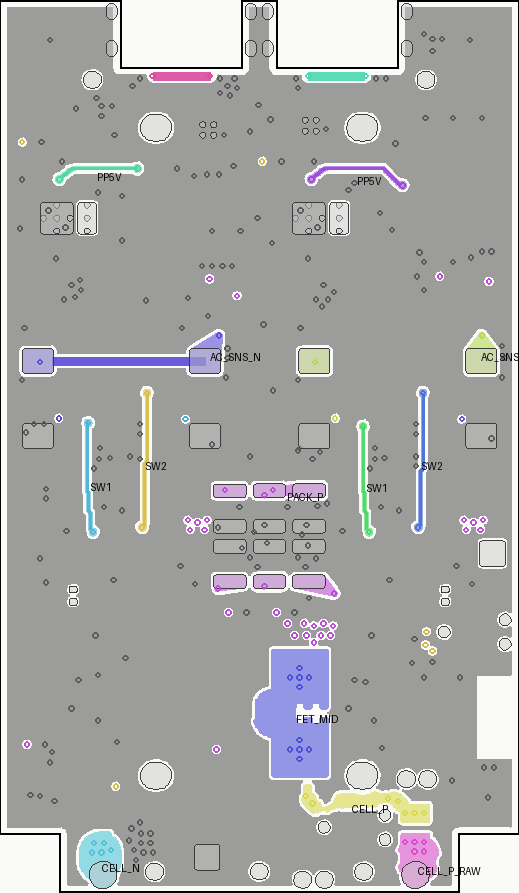 PP5V
PP5V
AC_SNS_N
AC_SNS
SW2
SW2
SW1
SW1
PACK_P
FET_MID
CELL_P
CELL_N
CELL_P_RAW